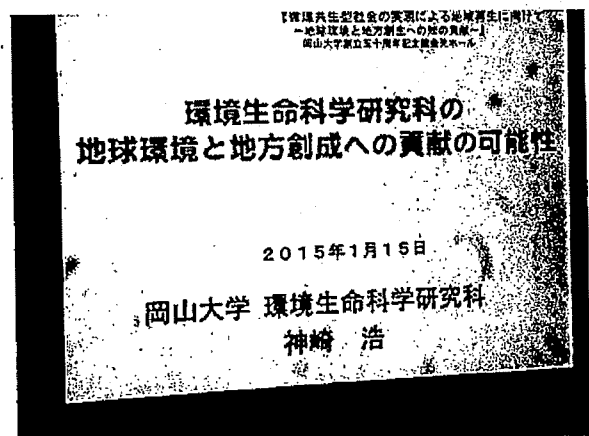 『循環共生型社会の実現による地域再生に向けて
～地球環境と地方創生への知の貢献～』
岡山大学創立五十周年記念館金光ホール
環境生命科学研究科の
地球環境と地方創成への貢献の可能性
2015年1月15日
岡山大学 環境生命科学研究科
神崎 浩